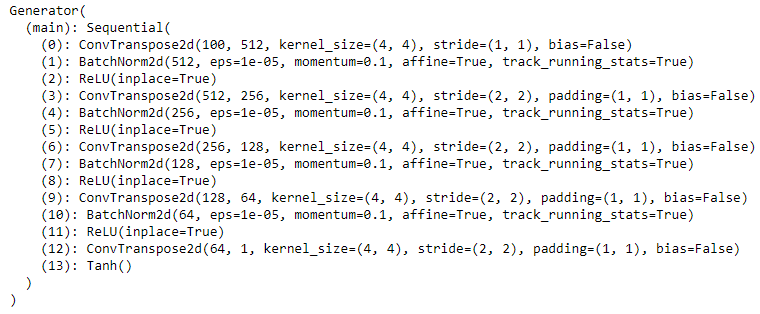 Generator(
  (main): Sequential(
    (0): ConvTranspose2d(100, 512, kernel_size=(4, 4), stride=(1, 1), bias=False)
    (1): BatchNorm2d(512, eps=1e-05, momentum=0.1, affine=True, track_running_stats=True)
    (2): ReLU(inplace=True)
    (3): ConvTranspose2d(512, 256, kernel_size=(4, 4), stride=(2, 2), padding=(1, 1), bias=False)
    (4): BatchNorm2d(256, eps=1e-05, momentum=0.1, affine=True, track_running_stats=True)
    (5): ReLU(inplace=True)
    (6): ConvTranspose2d(256, 128, kernel_size=(4, 4), stride=(2, 2), padding=(1, 1), bias=False)
    (7): BatchNorm2d(128, eps=1e-05, momentum=0.1, affine=True, track_running_stats=True)
    (8): ReLU(inplace=True)
    (9): ConvTranspose2d(128, 64, kernel_size=(4, 4), stride=(2, 2), padding=(1, 1), bias=False)
    (10): BatchNorm2d(64, eps=1e-05, momentum=0.1, affine=True, track_running_stats=True)
    (11): ReLU(inplace=True)
    (12): ConvTranspose2d(64, 1, kernel_size=(4, 4), stride=(2, 2), padding=(1, 1), bias=False)
    (13): Tanh()
  )
)